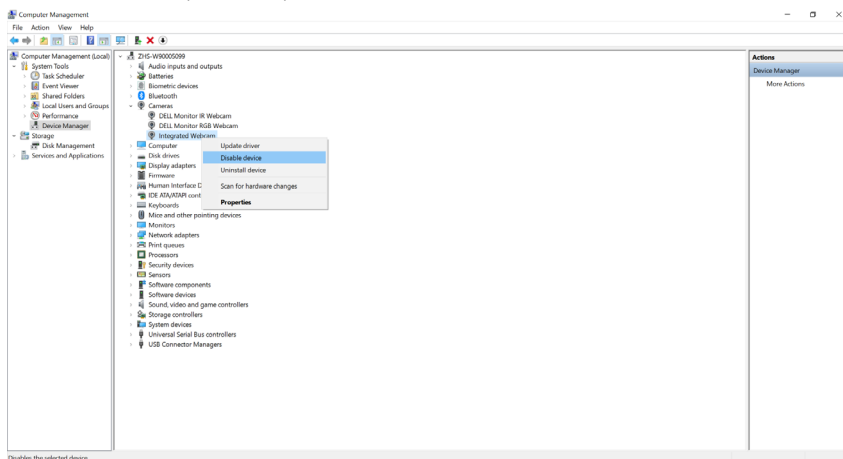 Computer Management
File Action View Help
Computer Management (Local)
System Tools
Task Scheduler
Event Viewer
Shared Folders
Local Users and Groups
Performance
Device Manager
Storage
Disk Management
Services and Applications
ZHS-W90005099
Audio inputs and outputs
Batteries
Biometric devices
Bluetooth
Cameras
DELL Monitor IR Webcam
DELL Monitor RGB Webcam
Integrated Webcam
Computer
Disk drives
Display adapters
Firmware
Human Interface D
IDE ATA/ATAPI cont
Keyboards
Mice and other pointing devices
Monitors
Network adapters
Print queues
Processors
Security devices
Sensors
Software components
Software devices
Sound, video and game controllers
Storage controllers
System devices
Universal Serial Bus controllers
USB Connector Managers
Update driver
Disable device
Uninstall device
Scan for hardware changes
Properties
Actions
Device Manager
More Actions
Disables the selected device